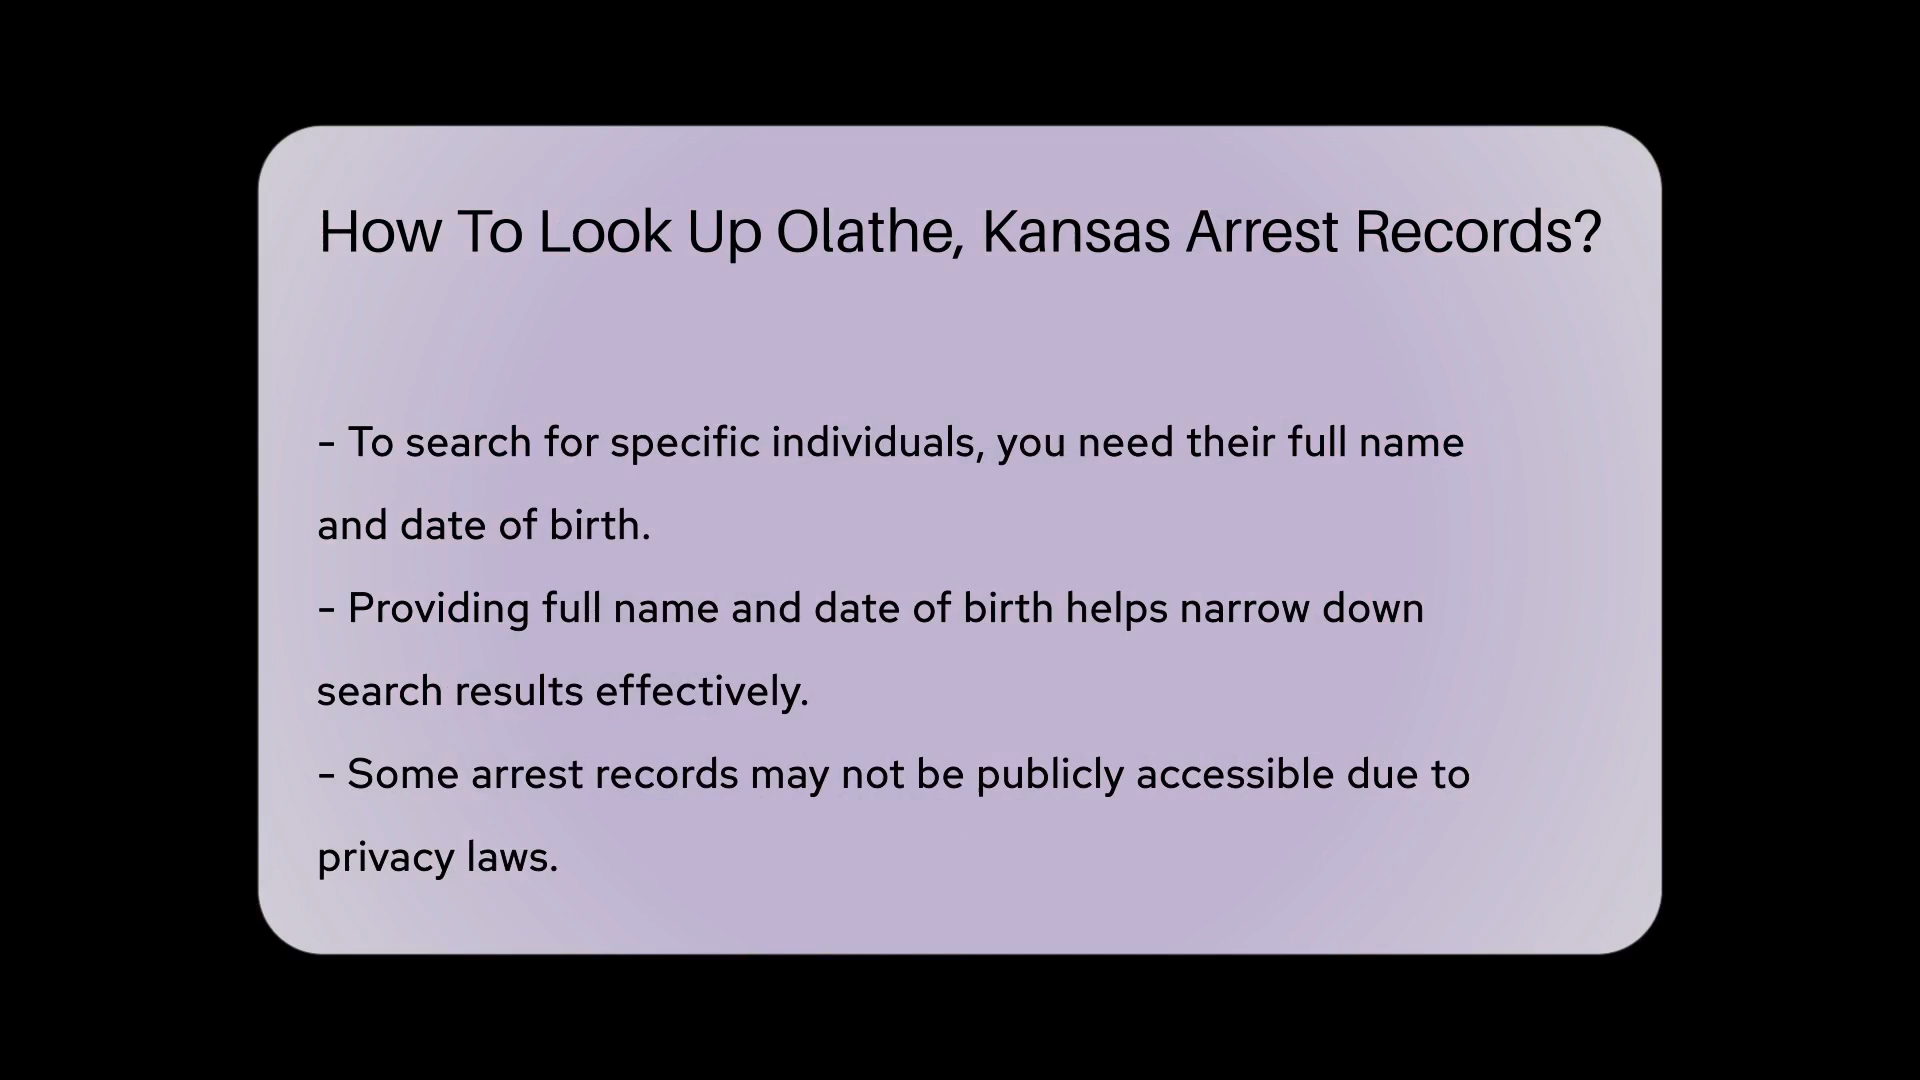 How To Look Up Olathe, Kansas Arrest Records?
- To search for specific individuals, you need their full name
and date of birth.
- Providing full name and date of birth helps narrow down
search results effectively.
- Some arrest records may not be publicly accessible due to
privacy laws.